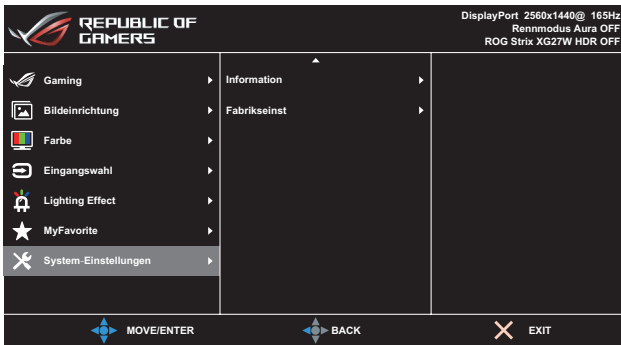 REPUBLIC OF
GAMERS
DisplayPort 2560x1440@ 165Hz
Rennmodus Aura OFF
ROG Strix XG27W HDR OFF
Gaming
Bildeinrichtung
Farbe
Eingangswahl
Lighting Effect
MyFavorite
System-Einstellungen
Information
Fabrikseinst
MOVE/ENTER
BACK
EXIT